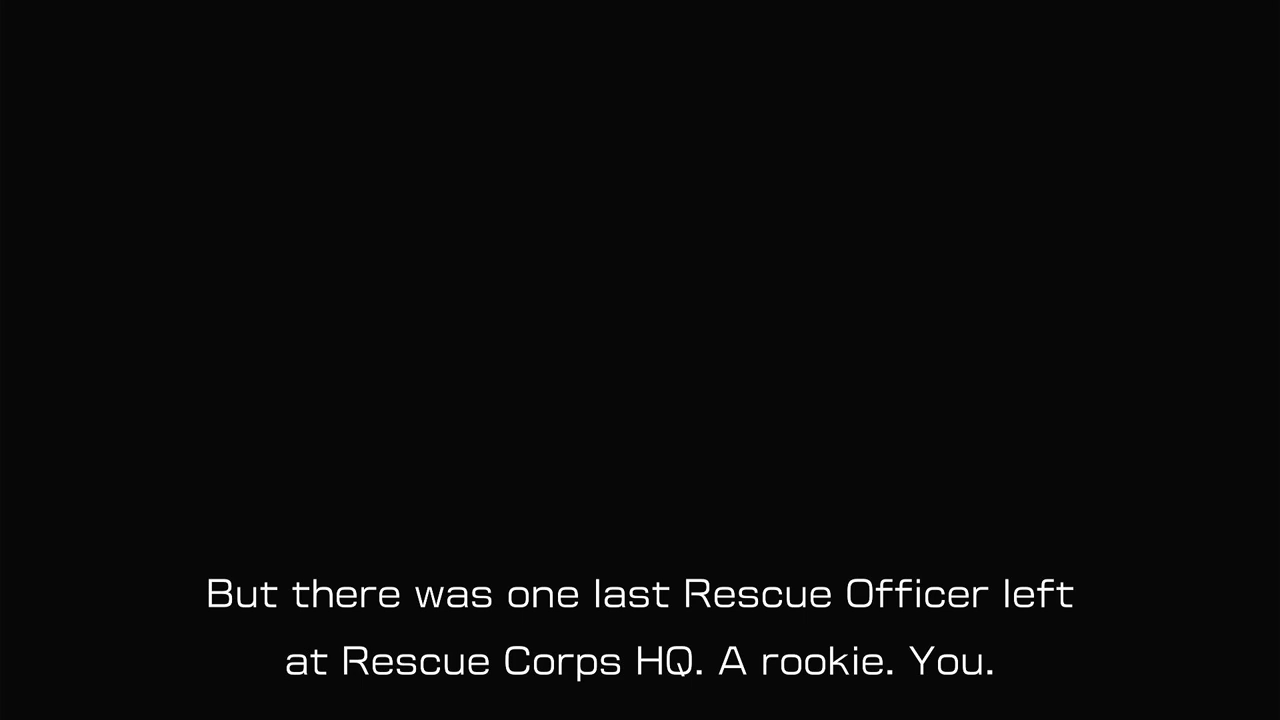 But there was one last Rescue Officer left
at Rescue Corps HQ. A rookie. You.